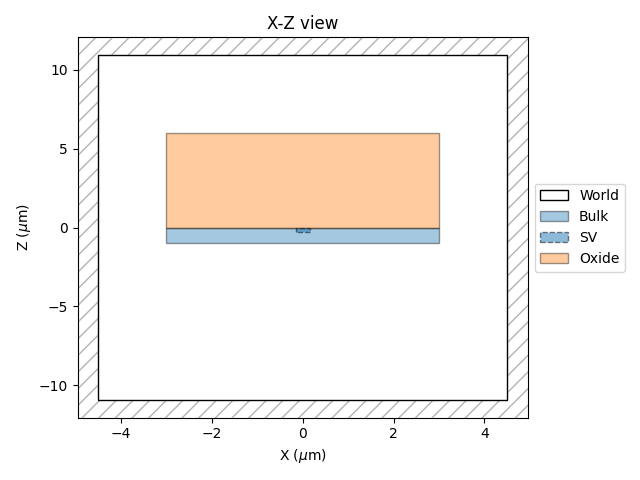 X-Z view
10
5
0
−5
−10
Z (μm)
−4
−2
0
2
4
X (μm)
World
Bulk
SV
Oxide